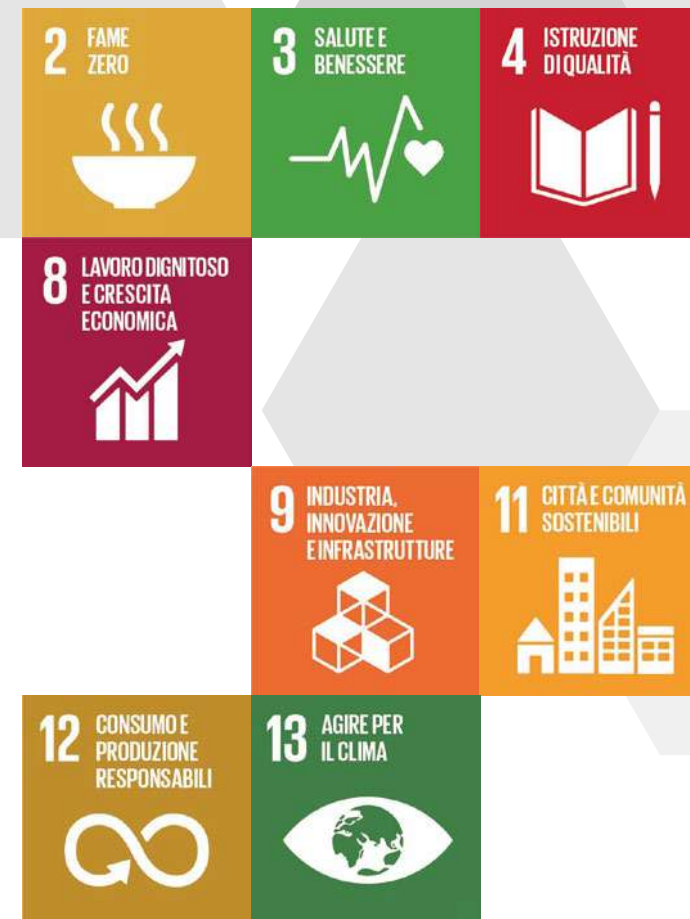 2 FAME
ZERO
3 SALUTE E
BENESSERE
4 ISTRUZIONE
DI QUALITÀ
8 LAVORO DIGNITOSO
E CRESCITA
ECONOMICA
9 INDUSTRIA,
INNOVAZIONE
E INFRASTRUTTURE
11 CITTÀ E COMUNITÀ
SOSTENIBILI
12 CONSUMO E
PRODUZIONE
RESPONSABILI
13 AGIRE PER
IL CLIMA